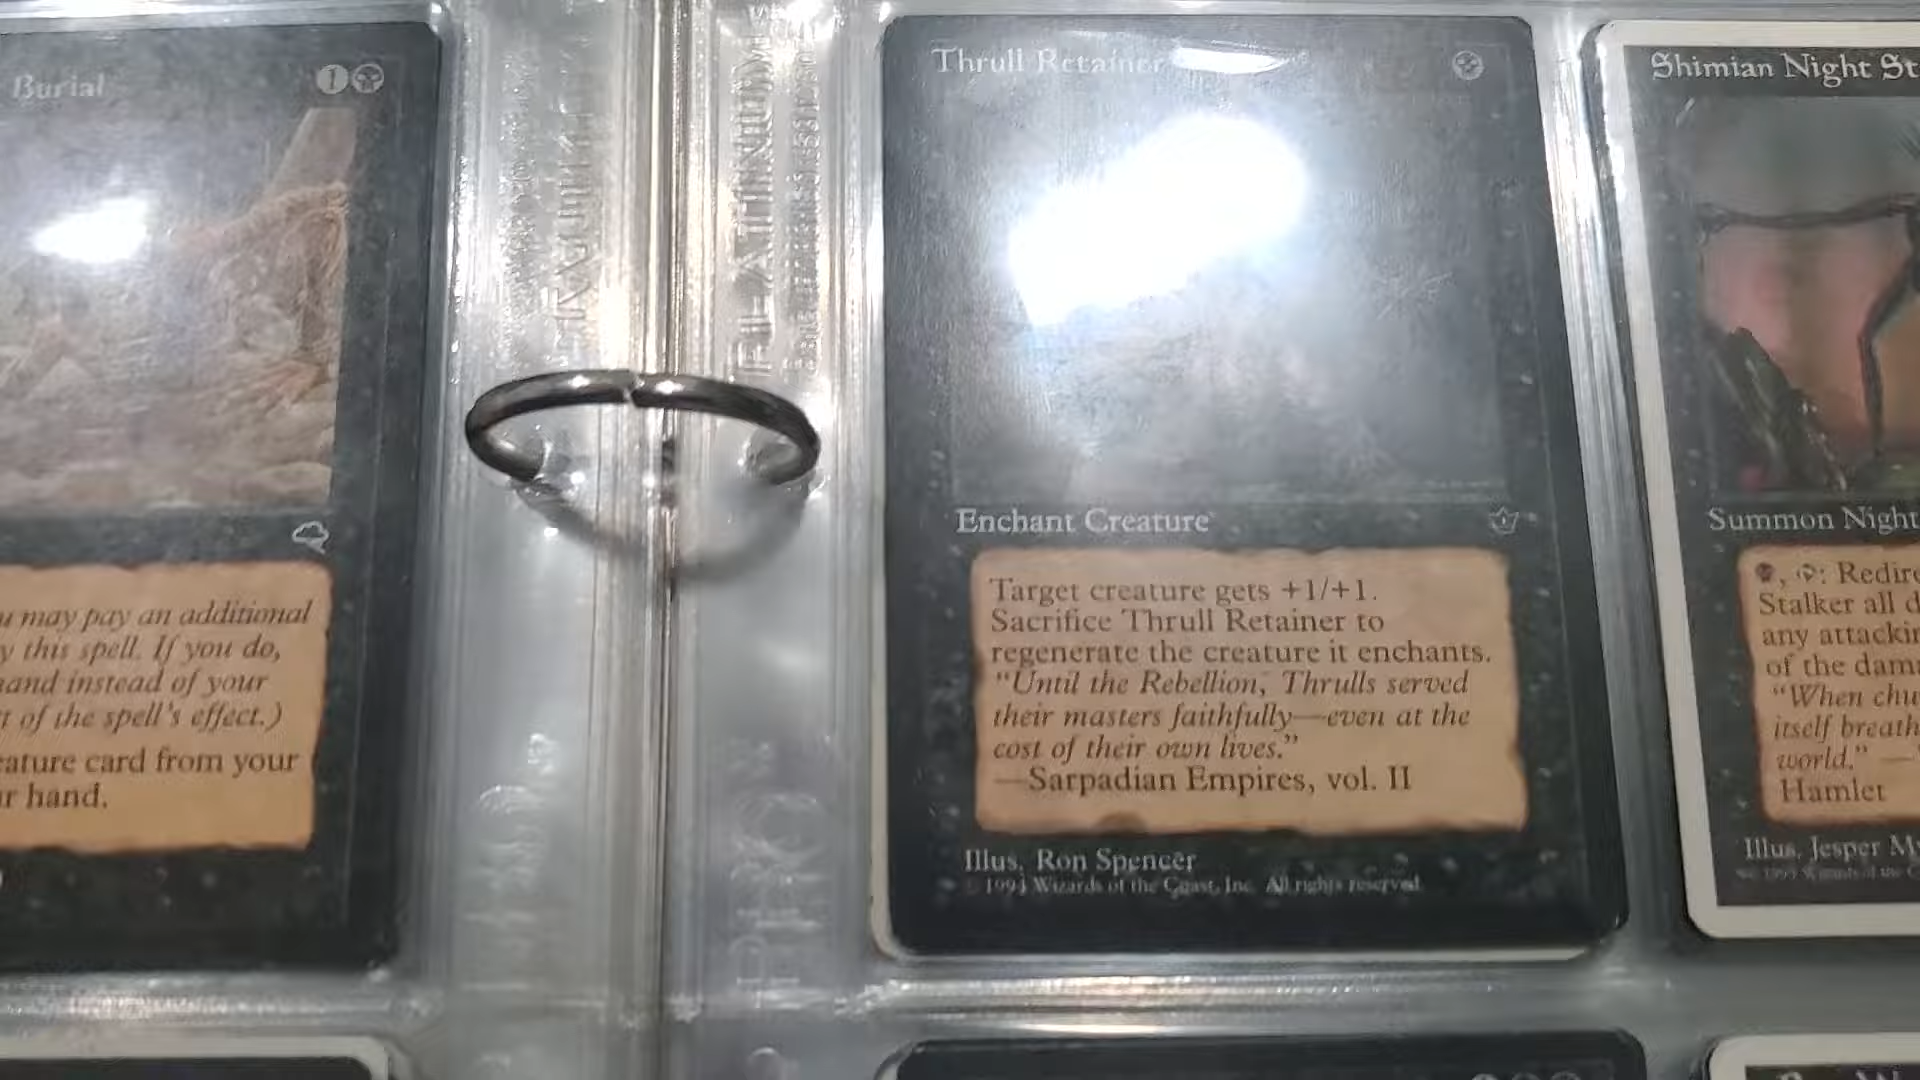 Burial
1
u may pay an additional
y this spell. If you do,
hand instead of your
t of the spell's effect.)
eature card from your
r hand.
PLATINUM
Thrull Retainer
Enchant Creature
Target creature gets +1/+1.
Sacrifice Thrull Retainer to
regenerate the creature it enchants.
"Until the Rebellion, Thrulls served
their masters faithfully—even at the
cost of their own lives."
—Sarpadian Empires, vol. II
Illus. Ron Spencer
© 1994 Wizards of the Coast, Inc. All rights reserved.
Shimian Night St
Summon Night
: Redire
Stalker all d
any attackin
of the dam
"When chu
itself breath
world." —
Hamlet
Illus. Jesper My